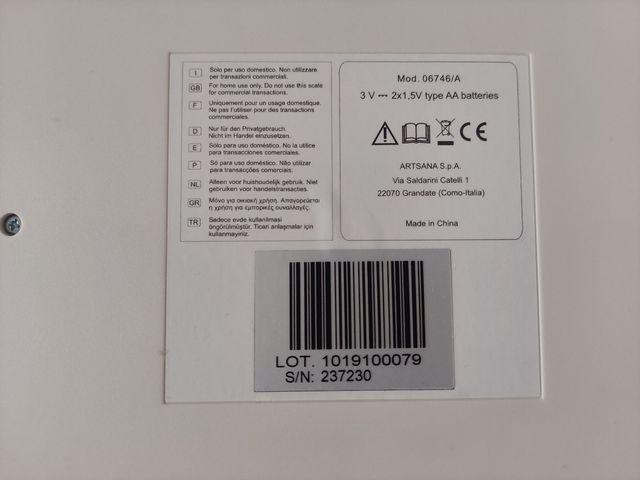 I Solo per uso domestico. Non utilizzare
per transazioni commerciali.
GB For home use only. Do not use this scale
for commercial transactions.
F Uniquement pour un usage domestique.
Ne pas l'utiliser pour des transactions
commerciales.
D Nur für den Privatgebrauch.
Nicht im Handel einzusetzen.
E Sólo para uso doméstico. No la utilice
para transacciones comerciales.
P Só para uso doméstico. Não utilizar
para transacções comerciais.
NL Alleen voor huishoudelijk gebruik. Niet
gebruiken voor handelstransacties.
GR Μόνο για οικιακή χρήση. Απαγορεύεται
η χρήση για εμπορικές συναλλαγές.
TR Sadece evde kullanılması
öngörülmüştür. Ticari anlaşmalar için
kullanmayiniz.
Mod. 06746/A
3 V 2x1,5V type AA batteries
CE
ARTSANA S.p.A.
Via Saldarini Catelli 1
22070 Grandate (Como-Italia)
Made in China
LOT. 1019100079
S/N: 237230